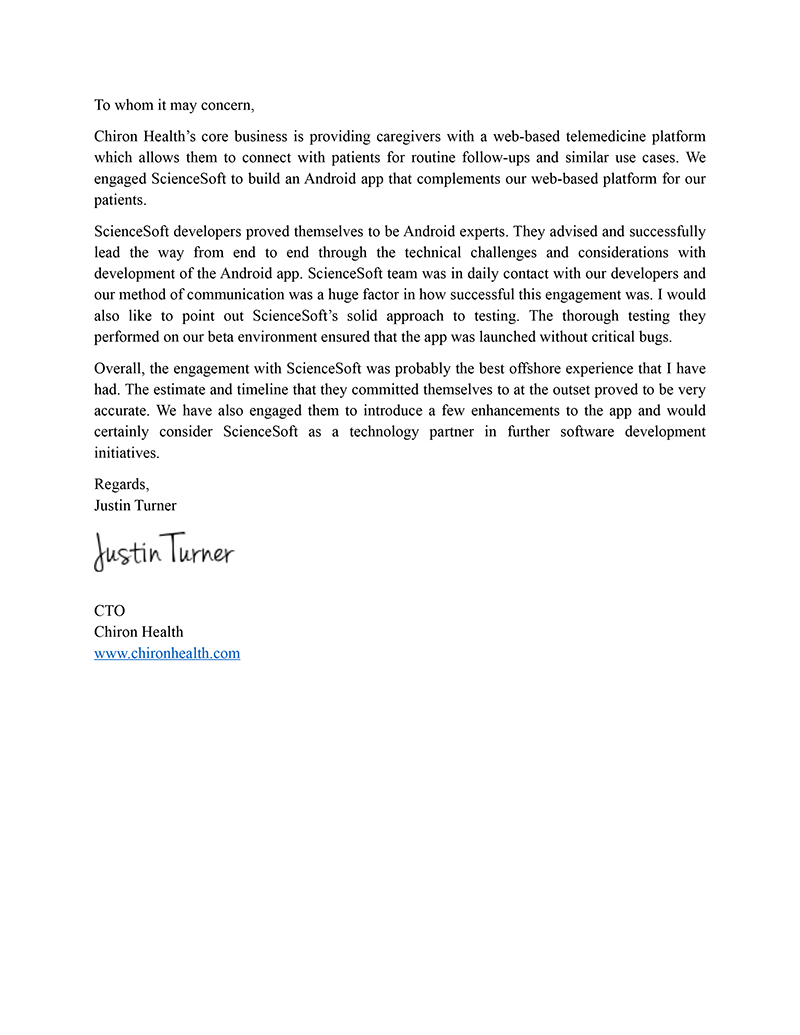 To whom it may concern,
Chiron Health’s core business is providing caregivers with a web-based telemedicine platform
which allows them to connect with patients for routine follow-ups and similar use cases. We
engaged ScienceSoft to build an Android app that complements our web-based platform for our
patients.
ScienceSoft developers proved themselves to be Android experts. They advised and successfully
lead the way from end to end through the technical challenges and considerations with
development of the Android app. ScienceSoft team was in daily contact with our developers and
our method of communication was a huge factor in how successful this engagement was. I would
also like to point out ScienceSoft’s solid approach to testing. The thorough testing they
performed on our beta environment ensured that the app was launched without critical bugs.
Overall, the engagement with ScienceSoft was probably the best offshore experience that I have
had. The estimate and timeline that they committed themselves to at the outset proved to be very
accurate. We have also engaged them to introduce a few enhancements to the app and would
certainly consider ScienceSoft as a technology partner in further software development
initiatives.
Regards,
Justin Turner
Justin Turner
CTO
Chiron Health
www.chironhealth.com